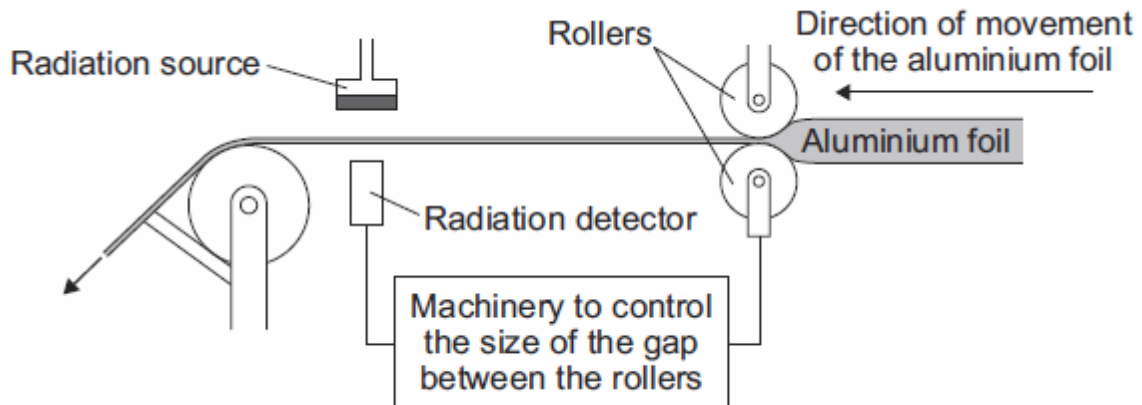 Radiation source
Rollers
Direction of movement
of the aluminium foil
Aluminium foil
Radiation detector
Machinery to control
the size of the gap
between the rollers